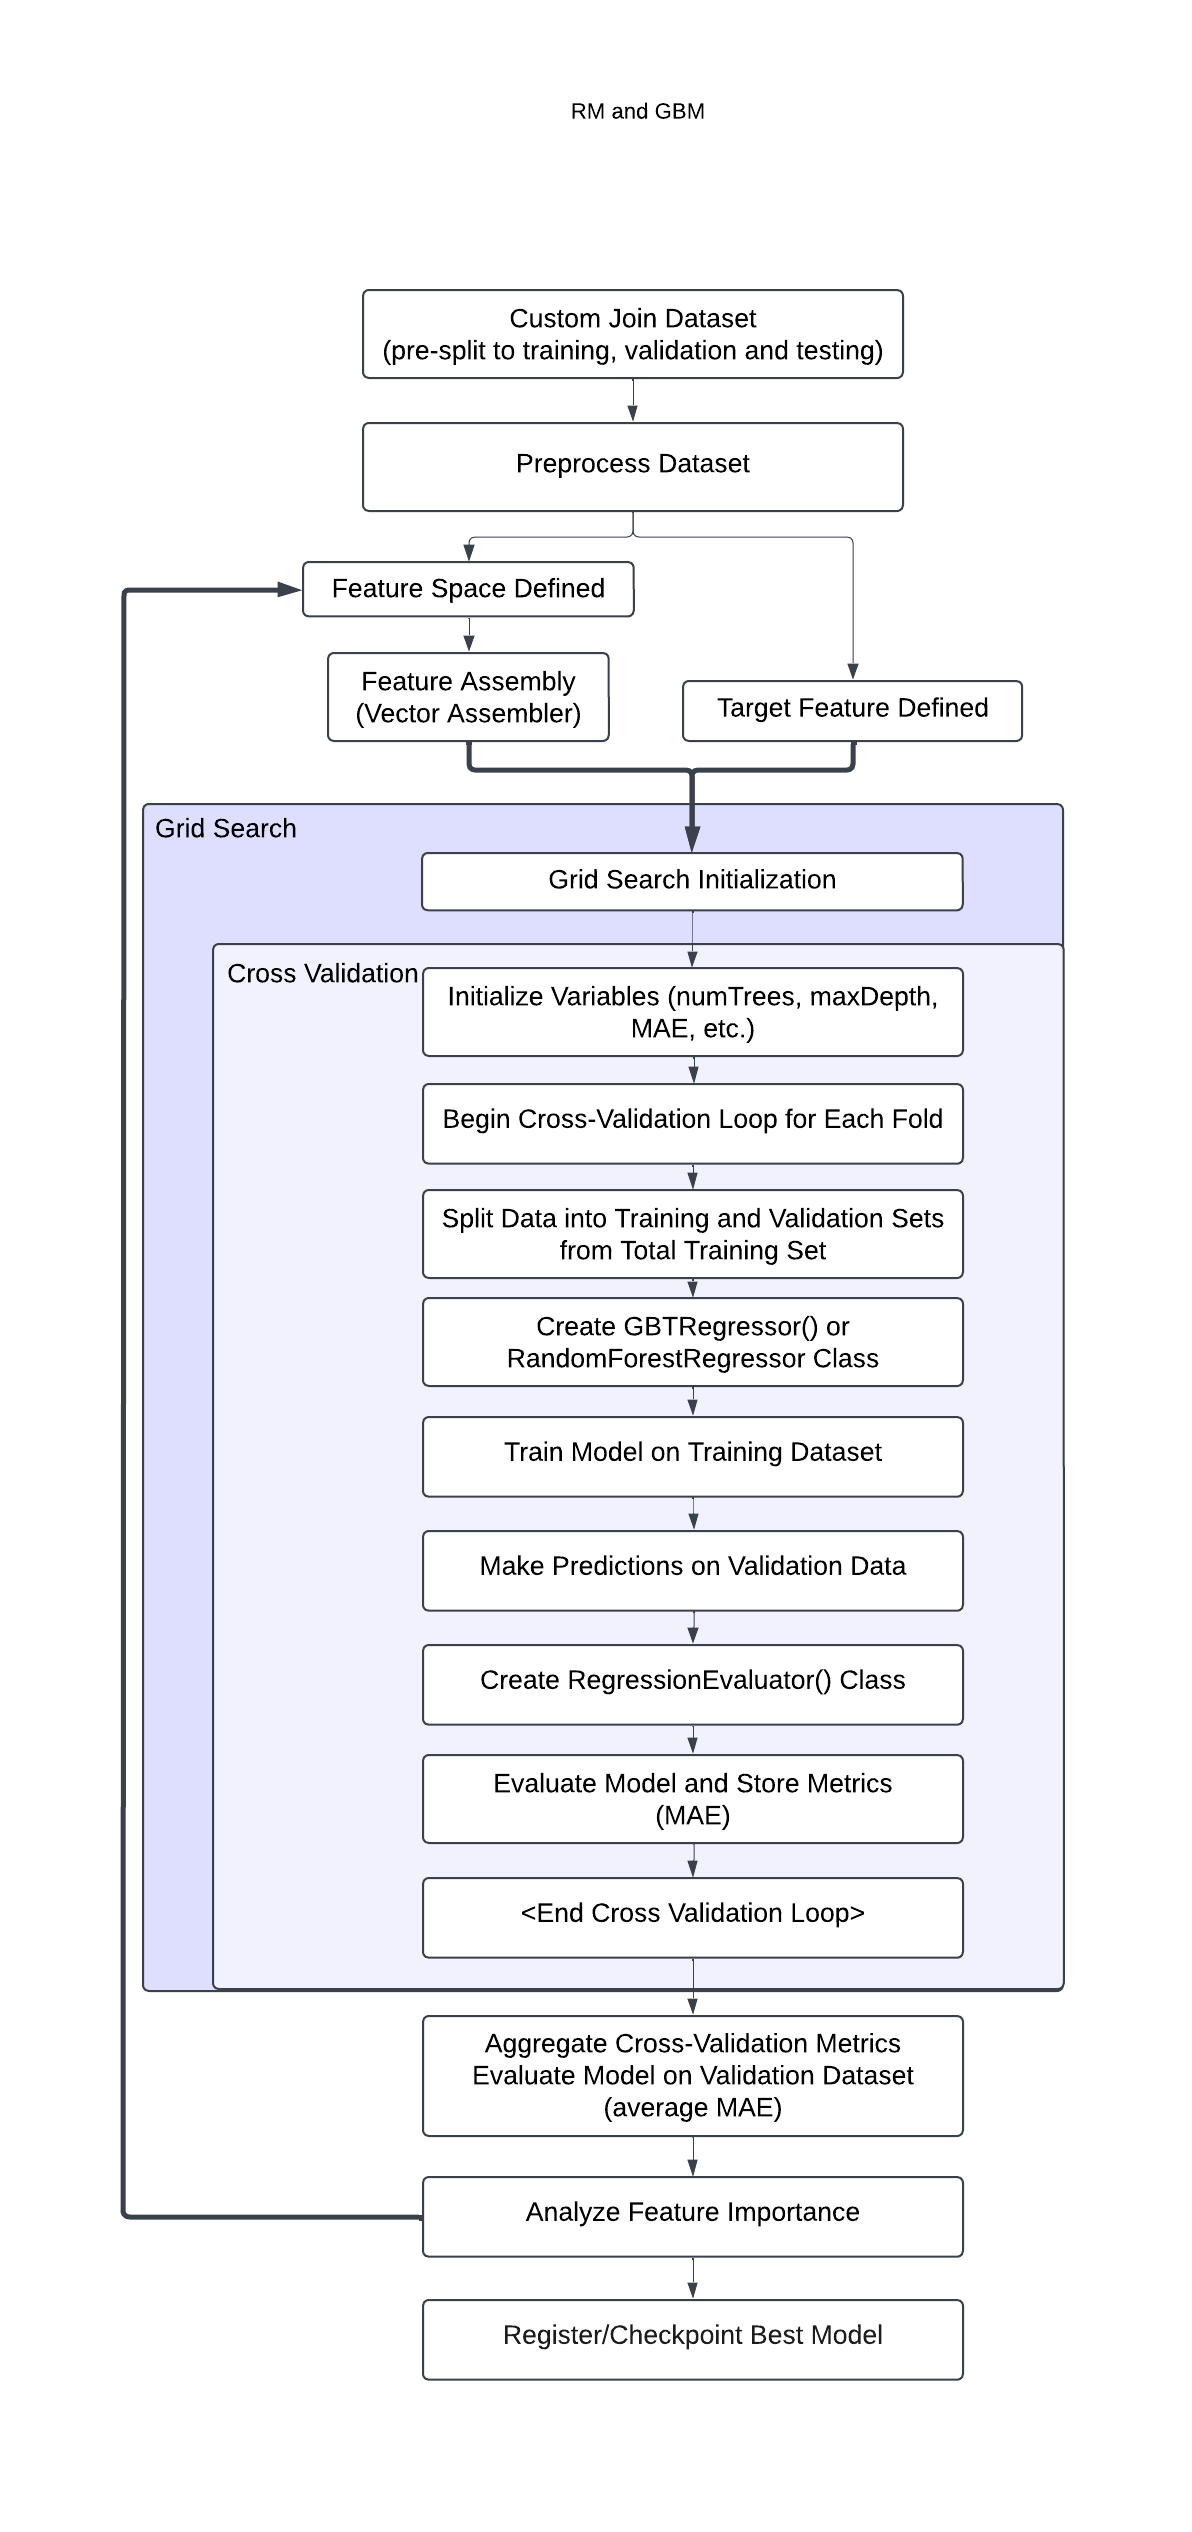 RM and GBM
Custom Join Dataset
(pre-split to training, validation and testing)
Preprocess Dataset
Feature Space Defined
Feature Assembly
(Vector Assembler)
Target Feature Defined
Grid Search
Grid Search Initialization
Cross Validation
Initialize Variables (numTrees, maxDepth,
MAE, etc.)
Begin Cross-Validation Loop for Each Fold
Split Data into Training and Validation Sets
from Total Training Set
Create GBTRegressor() or
RandomForestRegressor Class
Train Model on Training Dataset
Make Predictions on Validation Data
Create RegressionEvaluator() Class
Evaluate Model and Store Metrics
(MAE)
<End Cross Validation Loop>
Aggregate Cross-Validation Metrics
Evaluate Model on Validation Dataset
(average MAE)
Analyze Feature Importance
Register/Checkpoint Best Model